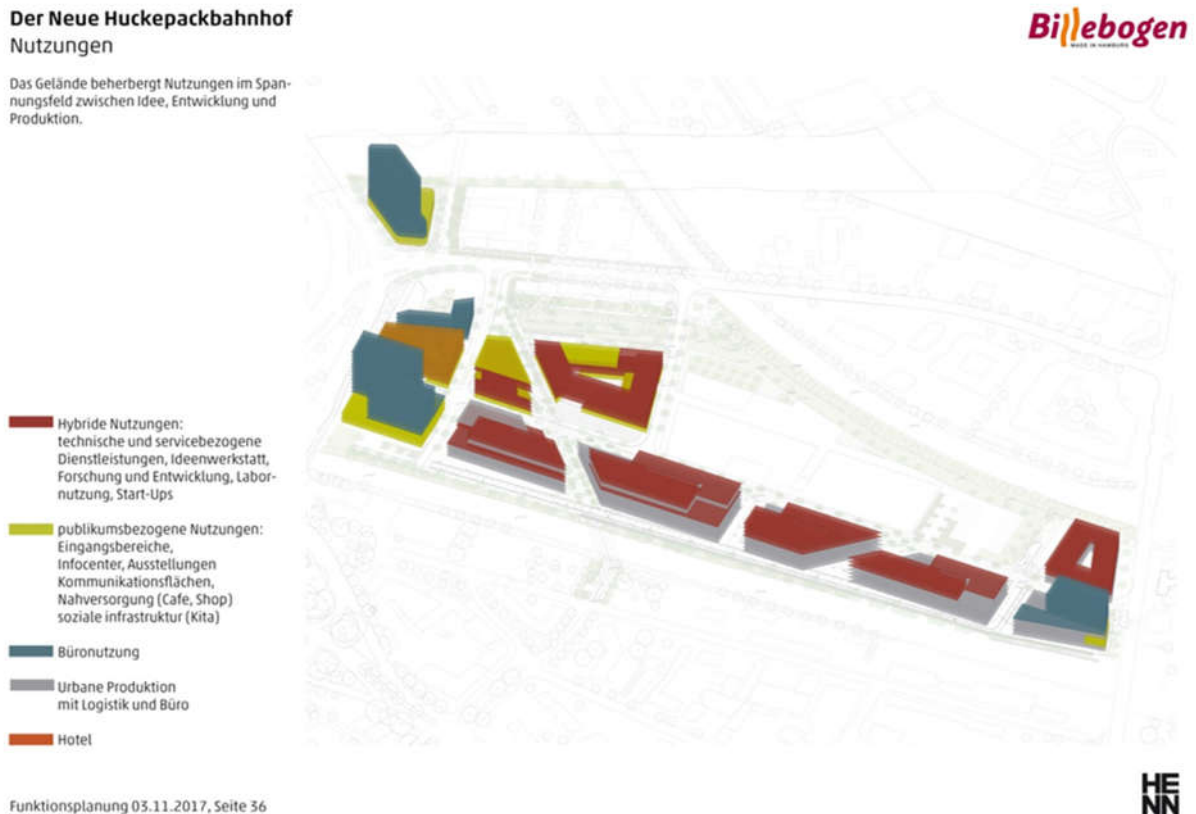 Der Neue Huckepackbahnhof
Nutzungen
Billebogen
MADE IN HAMBURG
Das Gelände beherbergt Nutzungen im Span-
nungsfeld zwischen Idee, Entwicklung und
Produktion.
Hybride Nutzungen:
technische und servicebezogene
Dienstleistungen, Ideenwerkstatt,
Forschung und Entwicklung, Labor-
nutzung, Start-Ups
publikumsbezogene Nutzungen:
Eingangsbereiche,
Infocenter, Ausstellungen
Kommunikationsflächen,
Nahversorgung (Cafe, Shop)
soziale infrastruktur (Kita)
Büronutzung
Urbane Produktion
mit Logistik und Büro
Hotel
Funktionsplanung 03.11.2017, Seite 36
HE
NN